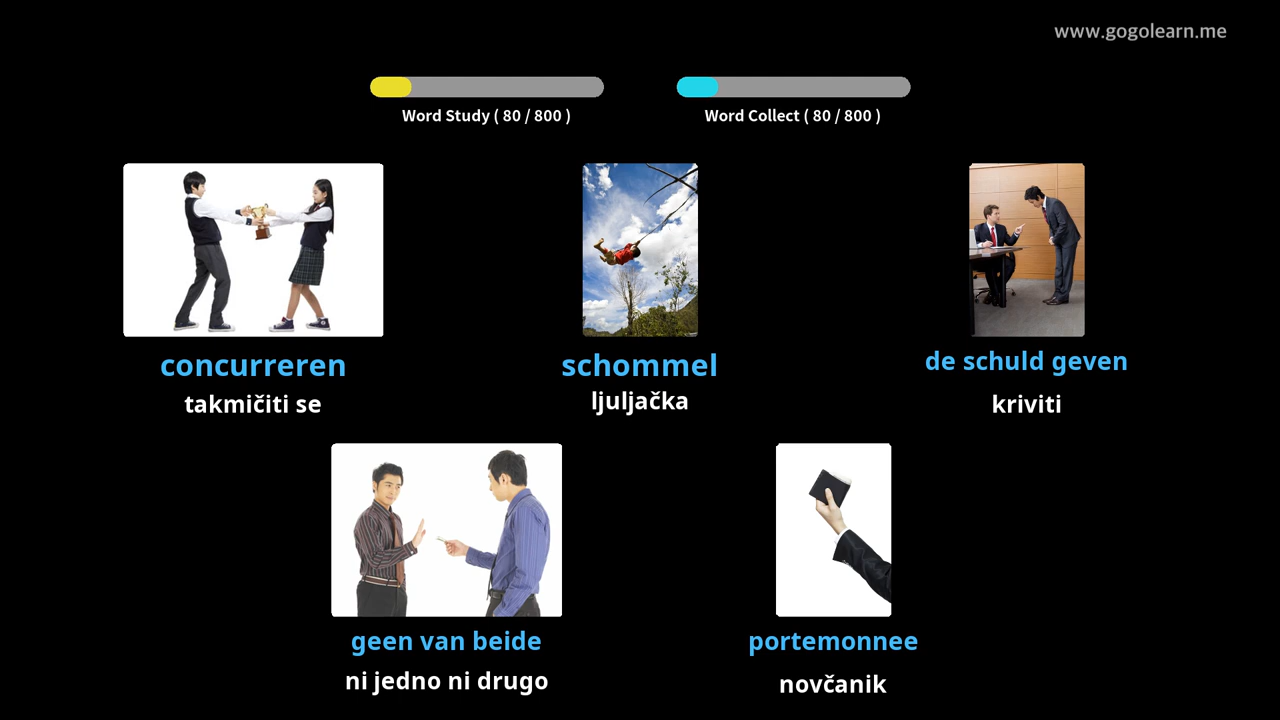 www.gogolearn.me
Word Study ( 80 / 800 )
Word Collect ( 80 / 800 )
concurreren
takmičiti se
schommel
ljuljačka
de schuld geven
kriviti
geen van beide
ni jedno ni drugo
portemonnee
novčanik